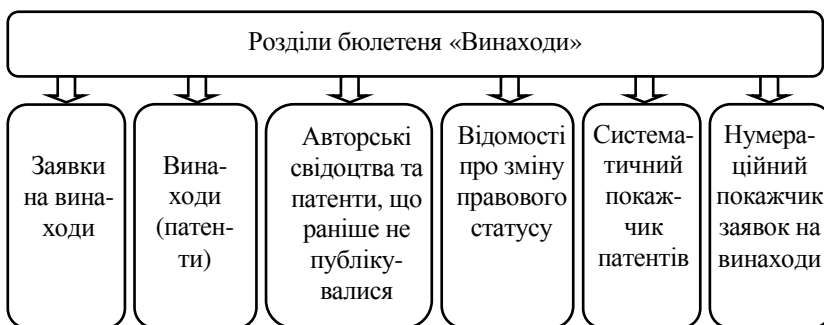 Розділи бюлетеня «Винаходи»
Заявки
на вина-
ходи
Вина-
ходи
(патен-
ти)
Авторські
свідоцтва та
патенти, що
раніше не
публіку-
валися
Відомості
про зміну
правового
статусу
Система-
тичний
покаж-
чик
патентів
Нумера-
ційний
покажчик
заявок на
винаходи